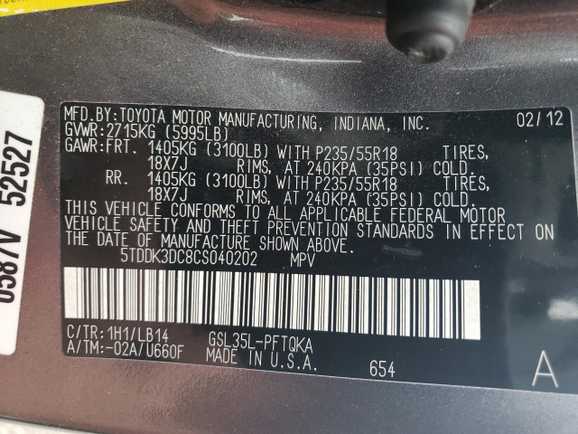 MFD.BY:TOYOTA MOTOR MANUFACTURING, INDIANA, INC. 02/12
GVWR:2715KG (5995LB)
GAWR:FRT. 1405KG (3100LB) WITH P235/55R18 TIRES,
18X7J RIMS, AT 240KPA (35PSI) COLD.
RR. 1405KG (3100LB) WITH P235/55R18 TIRES,
18X7J RIMS, AT 240KPA (35PSI) COLD.
THIS VEHICLE CONFORMS TO ALL APPLICABLE FEDERAL MOTOR
VEHICLE SAFETY AND THEFT PREVENTION STANDARDS IN EFFECT ON
THE DATE OF MANUFACTURE SHOWN ABOVE.
5TDDK3DC8CS040202 MPV
C/TR:1H1/LB14 GSL35L-PFTQKA
A/TM:-02A/U660F MADE IN U.S.A.
654
A
0587V 52527